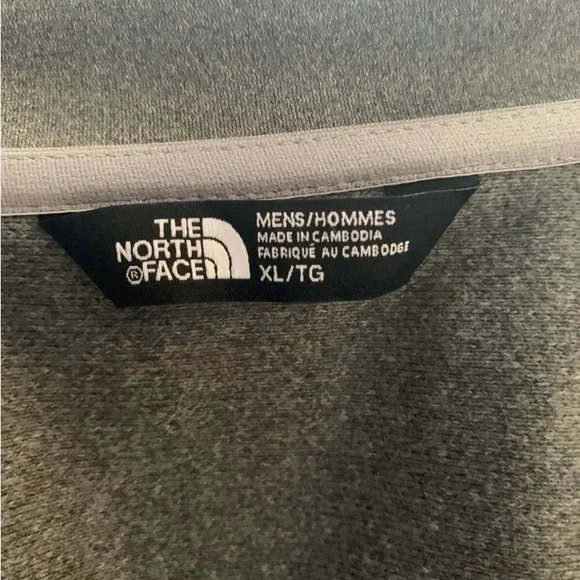 THE
NORTH
®FACE
MENS/HOMMES
MADE IN CAMBODIA
FABRIQUÉ AU CAMBODGE
XL/TG